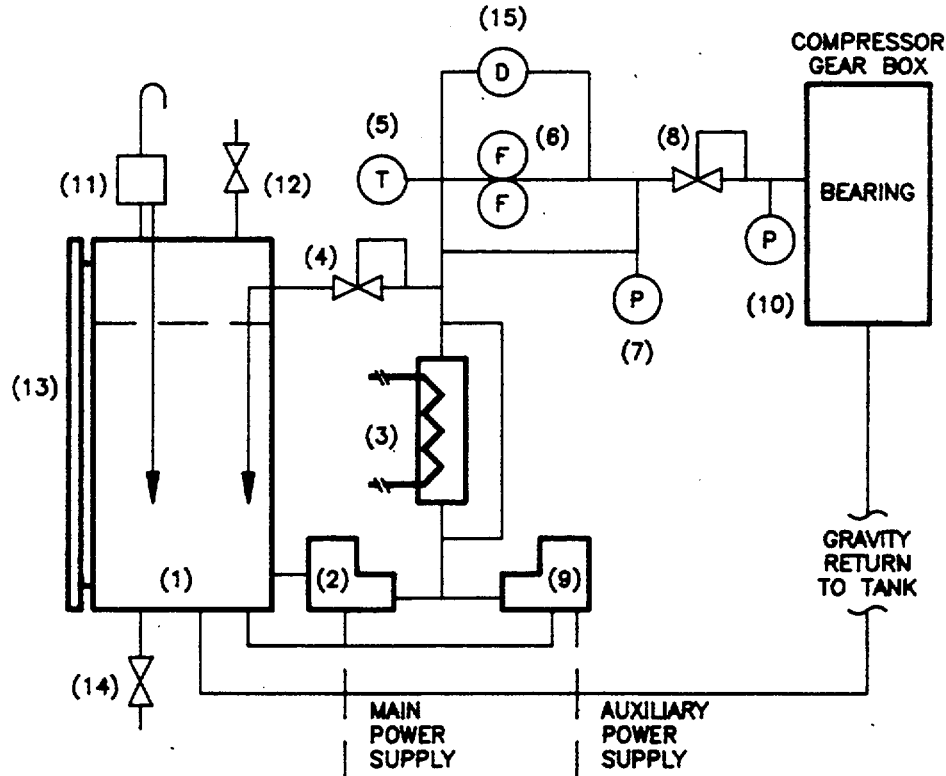 (15)
COMPRESSOR
GEAR BOX
D
(5)
(6)
(8)
F
T
F
BEARING
(11)
(12)
P
(4)
P
(10)
(7)
(13)
(3)
GRAVITY
RETURN
TO TANK
(1)
(2)
(9)
(14)
MAIN
POWER
SUPPLY
AUXILIARY
POWER
SUPPLY